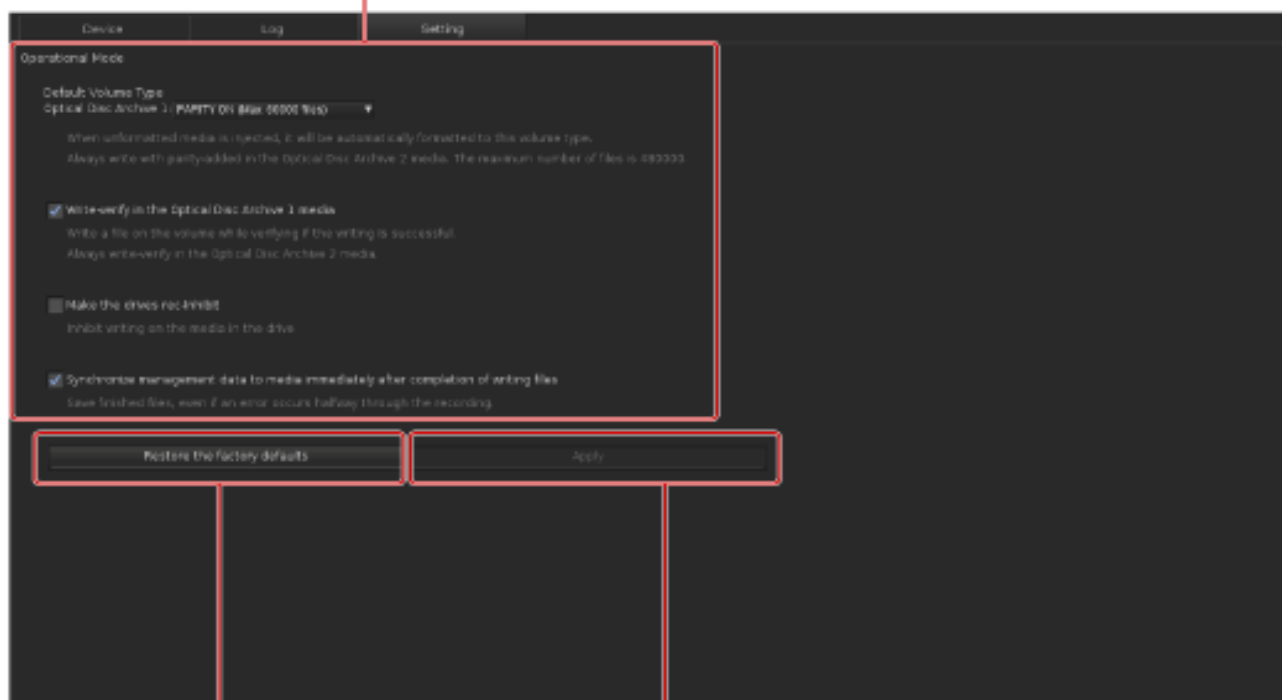 Device Log Setting
Operational Mode
Default Volume Type
Optical Disc Archive 1: PARITY ON (Max. 60000 files)
When unformatted media is injected, it will be automatically formatted to this volume type.
Always write with parity-added in the Optical Disc Archive 2 media. The maximum number of files is 480000.
Write-verify in the Optical Disc Archive 1 media
Write a file on the volume while verifying if the writing is successful.
Always write-verify in the Optical Disc Archive 2 media.
Make the drives rec-inhibit
Inhibit writing on the media in the drive
Synchronize management data to media immediately after completion of writing files
Save finished files, even if an error occurs halfway through the recording.
Restore the factory defaults Apply